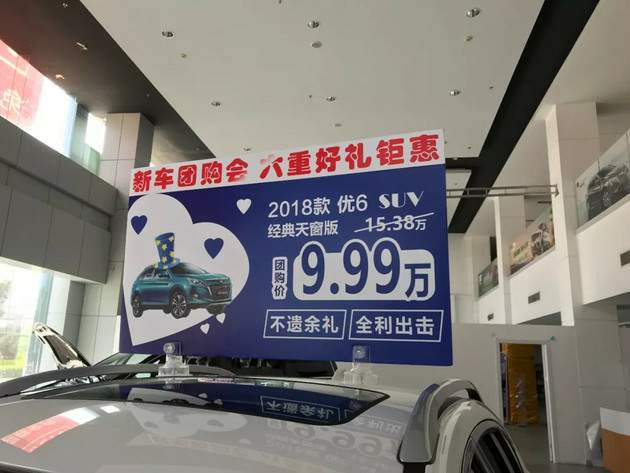 新车团购会 六重好礼钜惠
2018款 优6 SUV
经典天窗版 15.38万
团购价 9.99万
不遗余礼 全利出击